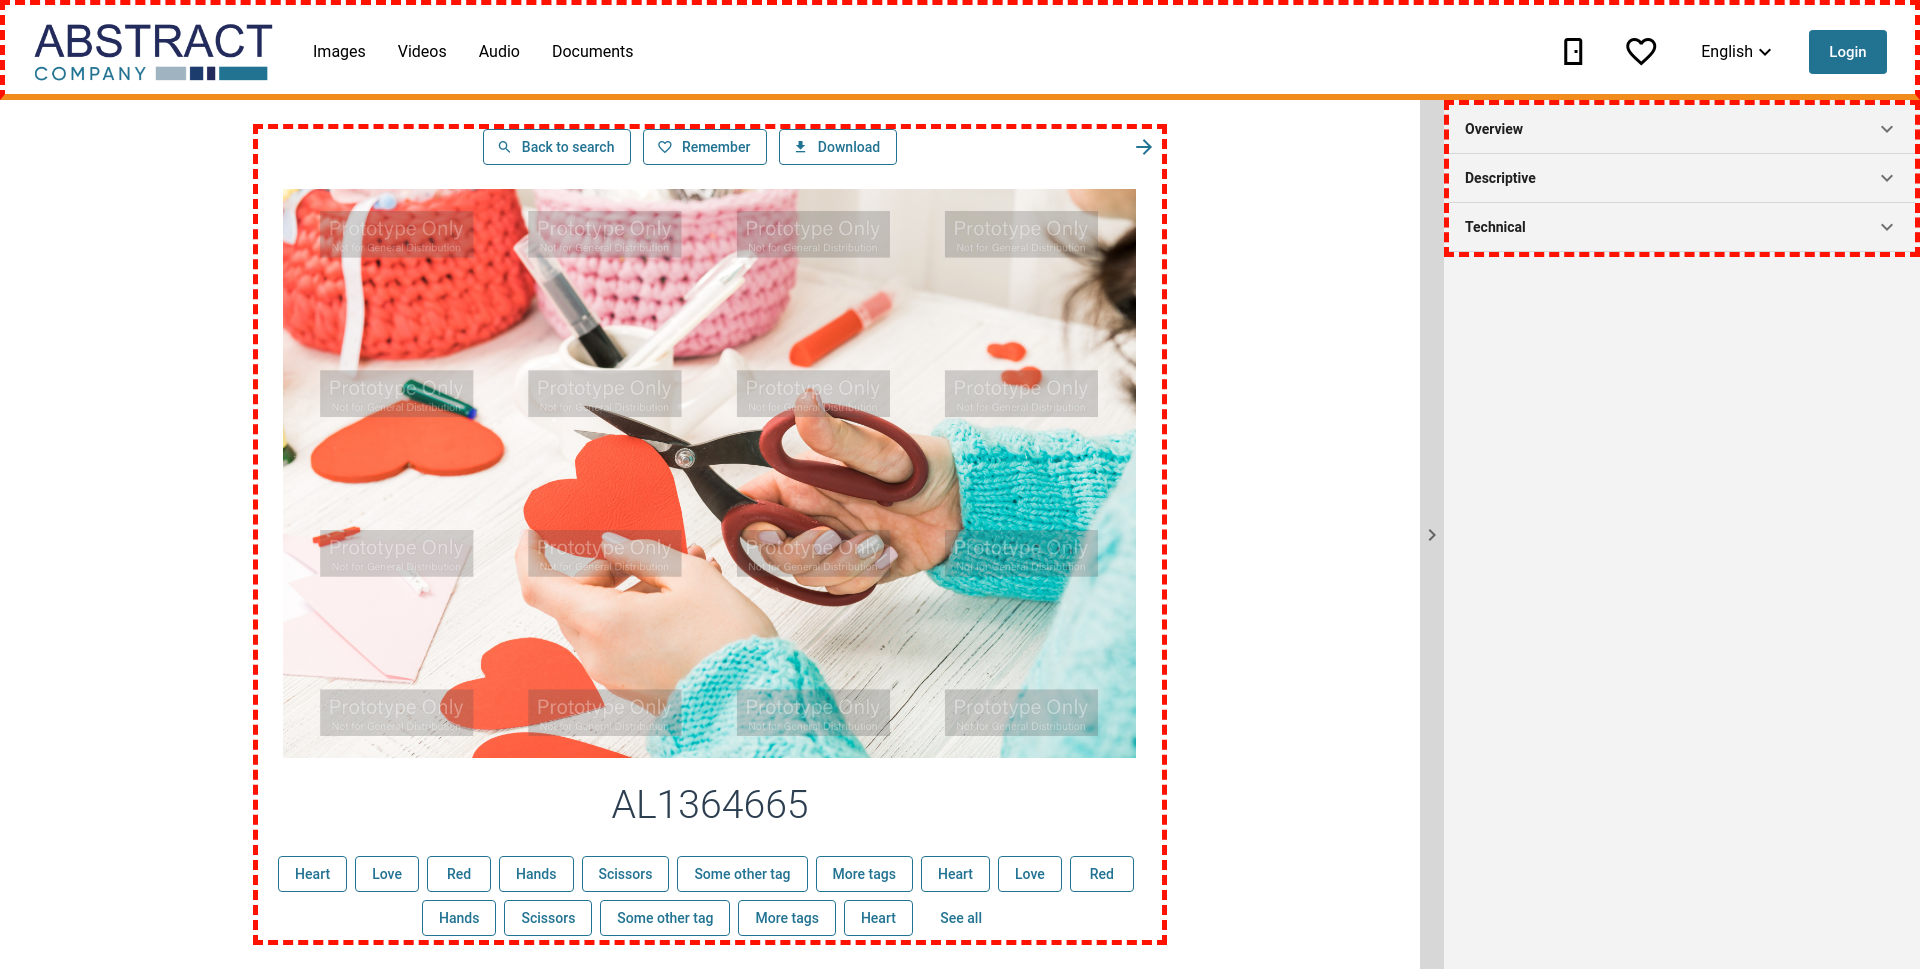 ABSTRACT
COMPANY
Images Videos Audio Documents
English
Login
Back to search
Remember
Download
Prototype Only Prototype Only Prototype Only Prototype Only
Not for General Distribution Not for General Distribution Not for General Distribution Not for General Distribution
Prototype Only Prototype Only Prototype Only Prototype Only
Not for General Distribution Not for General Distribution Not for General Distribution Not for General Distribution
Prototype Only Prototype Only Prototype Only Prototype Only
Not for General Distribution Not for General Distribution Not for General Distribution Not for General Distribution
Prototype Only Prototype Only Prototype Only Prototype Only
Not for General Distribution Not for General Distribution Not for General Distribution Not for General Distribution
AL1364665
Heart Love Red Hands Scissors Some other tag More tags Heart Love Red
Hands Scissors Some other tag More tags Heart See all
Overview
Descriptive
Technical